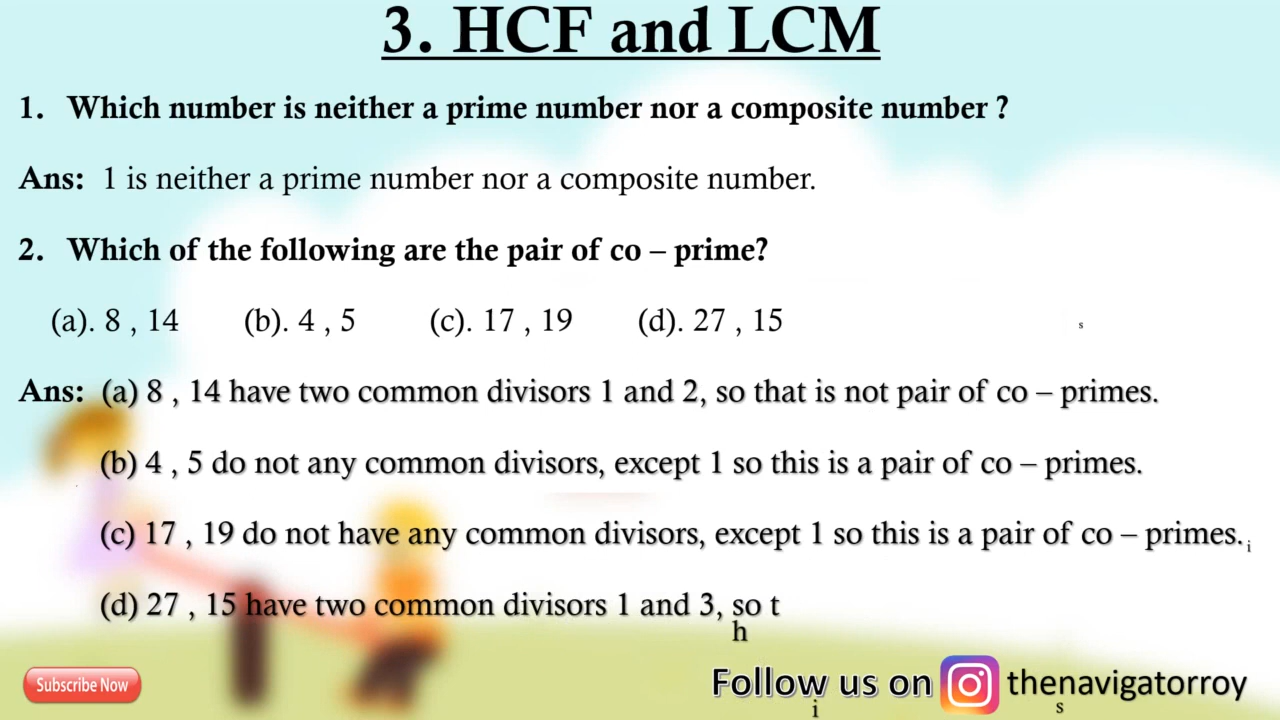 3. HCF and LCM
1. Which number is neither a prime number nor a composite number ?
Ans: 1 is neither a prime number nor a composite number.
2. Which of the following are the pair of co – prime?
(a). 8 , 14 (b). 4 , 5 (c). 17 , 19 (d). 27 , 15
s
Ans: (a) 8 , 14 have two common divisors 1 and 2, so that is not pair of co – primes.
(b) 4 , 5 do not any common divisors, except 1 so this is a pair of co – primes.
(c) 17 , 19 do not have any common divisors, except 1 so this is a pair of co – primes.
i
(d) 27 , 15 have two common divisors 1 and 3, so t
h
Subscribe Now
Follow us on thenavigatorroy
i
s